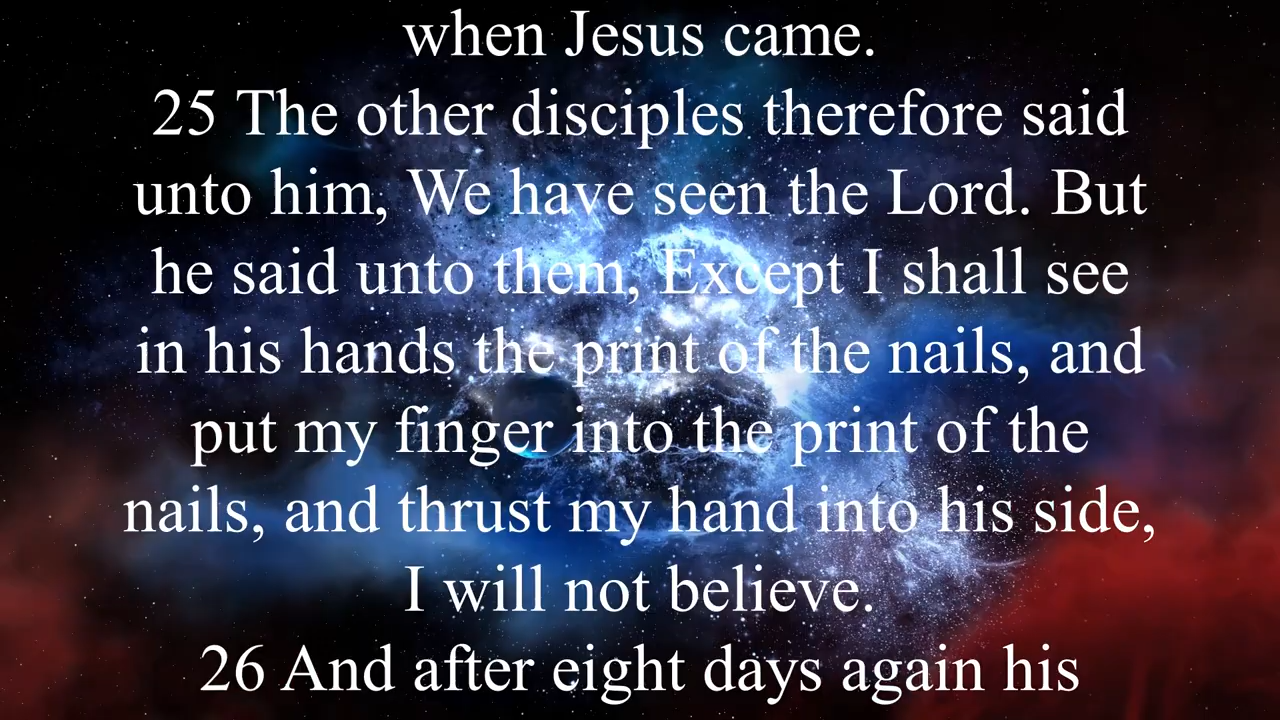 when Jesus came.
25 The other disciples therefore said
unto him, We have seen the Lord. But
he said unto them, Except I shall see
in his hands the print of the nails, and
put my finger into the print of the
nails, and thrust my hand into his side,
I will not believe.
26 And after eight days again his